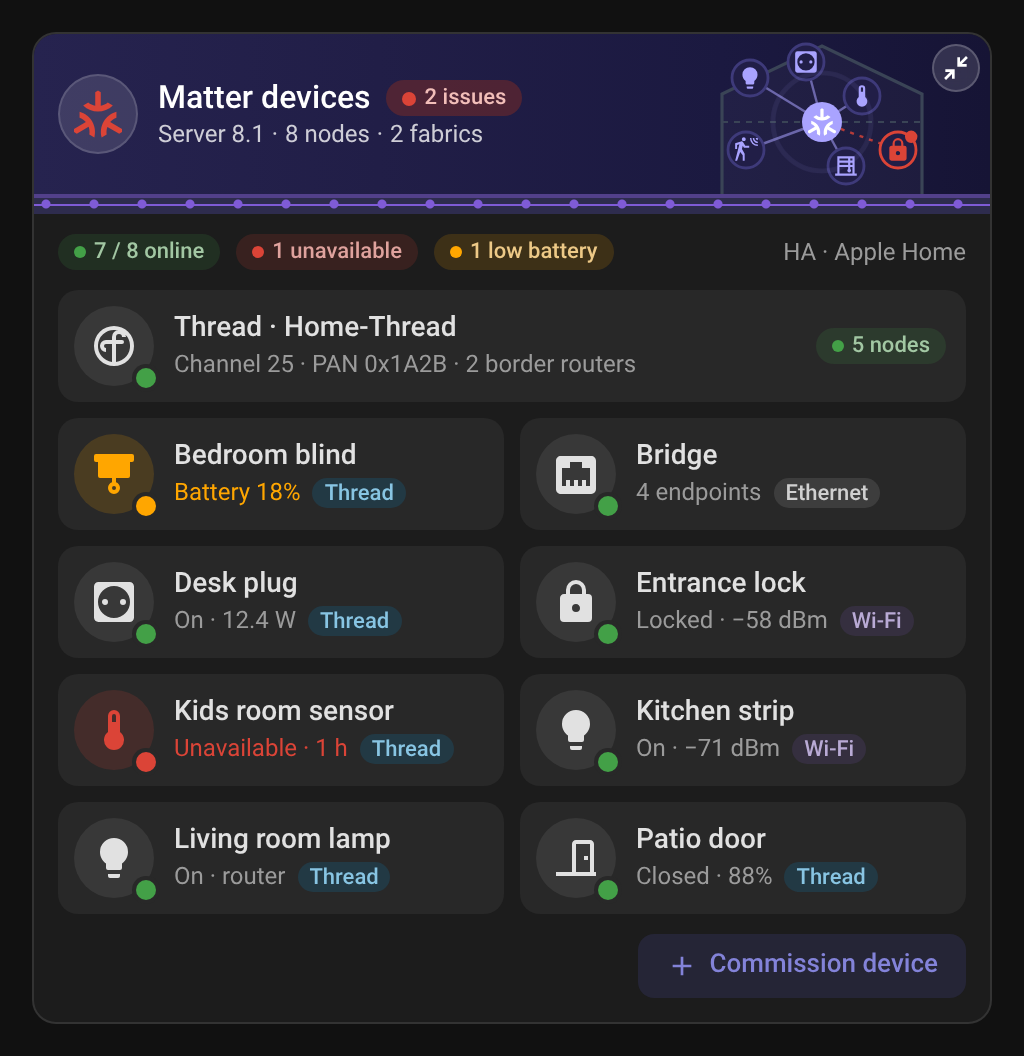 Matter devices
2 issues
Server 8.1 · 8 nodes · 2 fabrics
7 / 8 online
1 unavailable
1 low battery
HA · Apple Home
Thread · Home-Thread
Channel 25 · PAN 0x1A2B · 2 border routers
5 nodes
Bedroom blind
Battery 18% Thread
Bridge
4 endpoints Ethernet
Desk plug
On · 12.4 W Thread
Entrance lock
Locked · −58 dBm Wi-Fi
Kids room sensor
Unavailable · 1 h Thread
Kitchen strip
On · −71 dBm Wi-Fi
Living room lamp
On · router Thread
Patio door
Closed · 88% Thread
+ Commission device